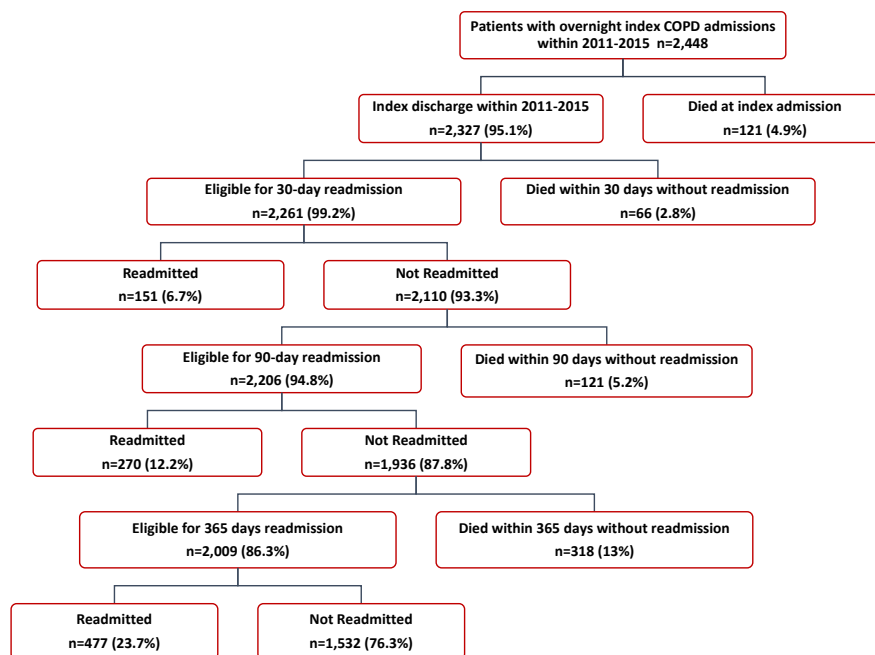 Patients with overnight index COPD admissions
within 2011-2015 n=2,448
Index discharge within 2011-2015
n=2,327 (95.1%)
Died at index admission
n=121 (4.9%)
Eligible for 30-day readmission
n=2,261 (99.2%)
Died within 30 days without readmission
n=66 (2.8%)
Readmitted
n=151 (6.7%)
Not Readmitted
n=2,110 (93.3%)
Eligible for 90-day readmission
n=2,206 (94.8%)
Died within 90 days without readmission
n=121 (5.2%)
Readmitted
n=270 (12.2%)
Not Readmitted
n=1,936 (87.8%)
Eligible for 365 days readmission
n=2,009 (86.3%)
Died within 365 days without readmission
n=318 (13%)
Readmitted
n=477 (23.7%)
Not Readmitted
n=1,532 (76.3%)